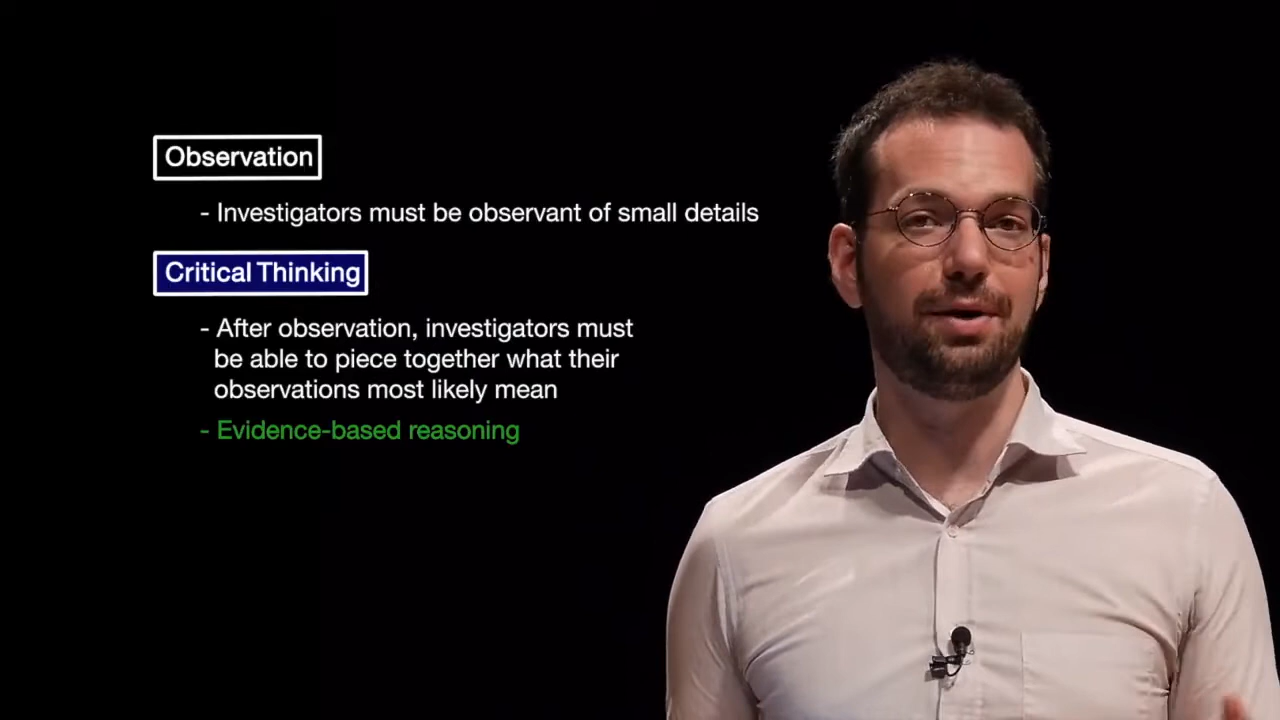 Observation
- Investigators must be observant of small details
Critical Thinking
- After observation, investigators must
be able to piece together what their
observations most likely mean
- Evidence-based reasoning